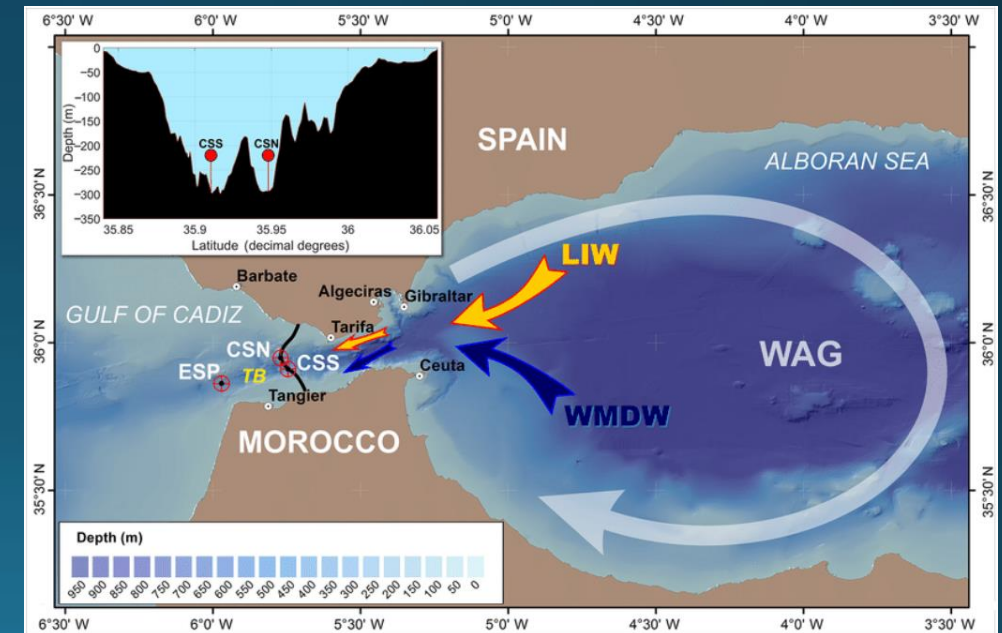 6°30' W 6°0' W 5°30' W 5°0' W 4°30' W 4°0' W 3°30' W
0
−50
−100
−150
−200
−250
−300
−350
Depth (m)
CSS CSN
35.85 35.9 35.95 36 36.05
Latitude (decimal degrees)
SPAIN
ALBORAN SEA
36°30' N 36°30' N
LIW
Barbate
Algeciras Gibraltar
GULF OF CADIZ
Tarifa
36°0' N 36°0' N
CSN CSS
WAG
ESP TB
Ceuta
Tangier
WMDW
MOROCCO
35°30' N 35°30' N
Depth (m)
950 900 850 800 750 700 650 600 550 500 450 400 350 300 250 200 150 100 50 0
6°30' W 6°0' W 5°30' W 5°0' W 4°30' W 4°0' W 3°30' W